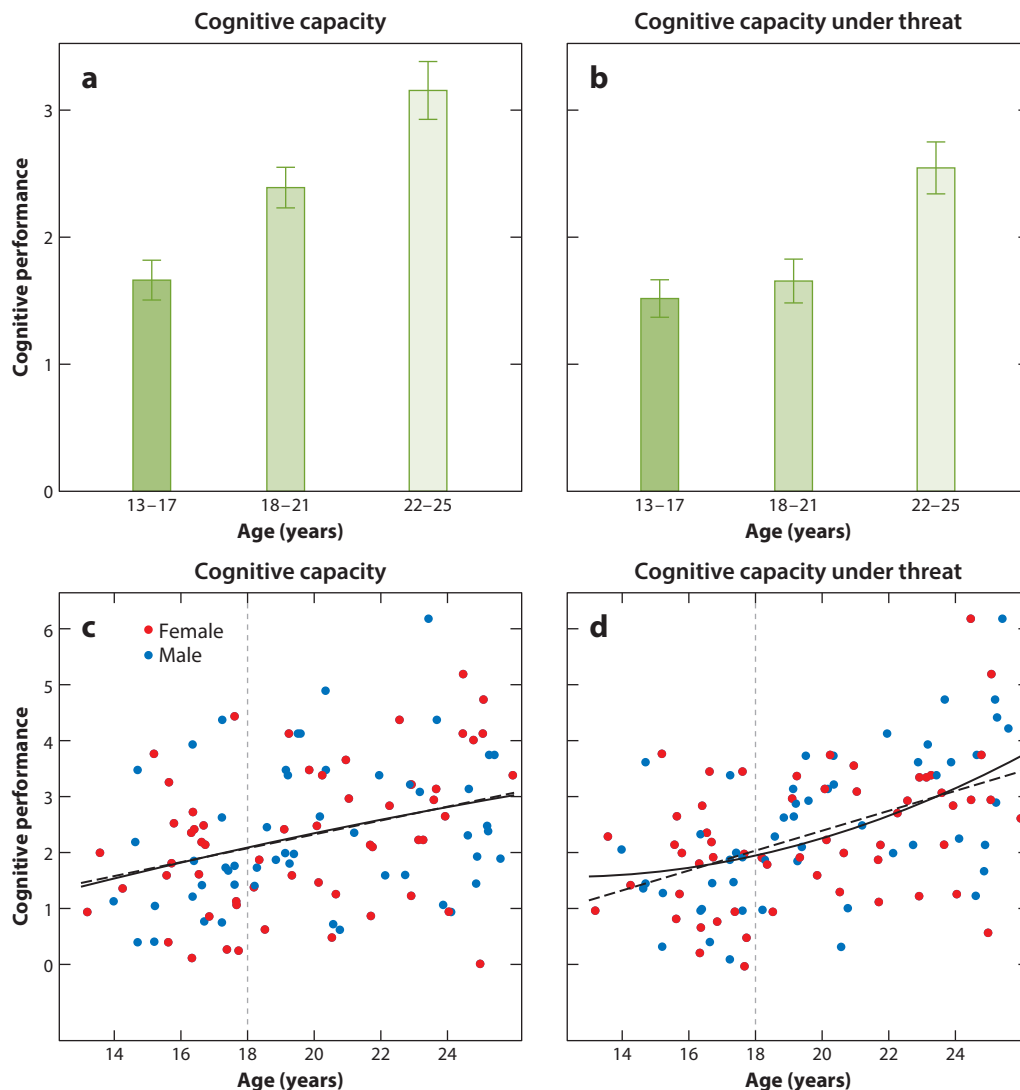 Cognitive capacity
Cognitive capacity under threat
a
b
Cognitive performance
3
2
1
0
13–17
18–21
22–25
13–17
18–21
22–25
Age (years)
Age (years)
Cognitive capacity
Cognitive capacity under threat
c
d
Female
Male
Cognitive performance
6
5
4
3
2
1
0
14
16
18
20
22
24
14
16
18
20
22
24
Age (years)
Age (years)